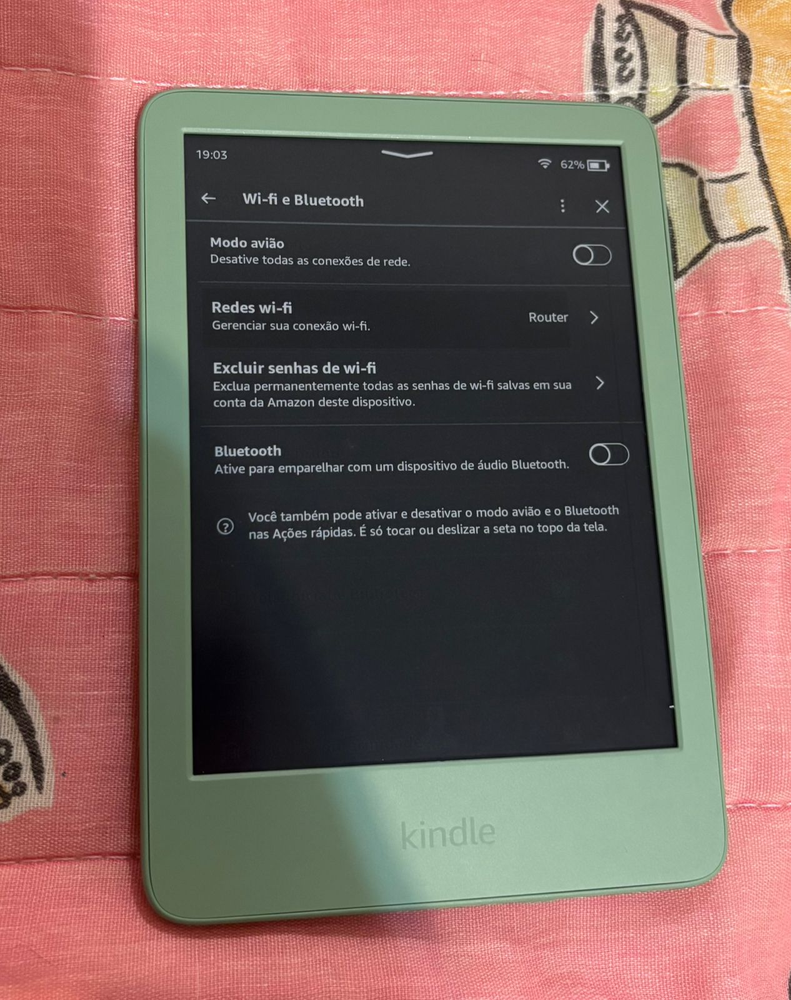 19:03
62%
Wi-fi e Bluetooth
Modo avião
Desative todas as conexões de rede.
Redes wi-fi
Gerenciar sua conexão wi-fi.
Router
Excluir senhas de wi-fi
Exclua permanentemente todas as senhas de wi-fi salvas em sua
conta da Amazon deste dispositivo.
Bluetooth
Ative para emparelhar com um dispositivo de áudio Bluetooth.
Você também pode ativar e desativar o modo avião e o Bluetooth
nas Ações rápidas. É só tocar ou deslizar a seta no topo da tela.
kindle